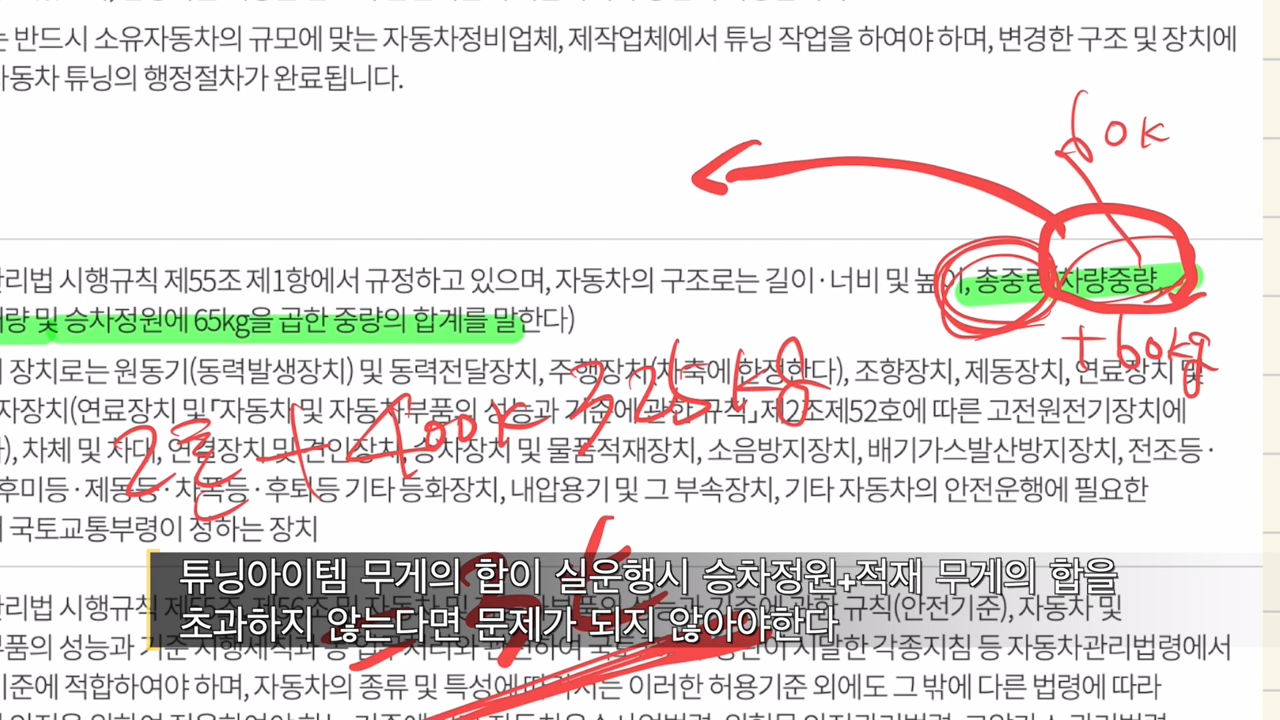 는 반드시 소유자동차의 규모에 맞는 자동차정비업체, 제작업체에서 튜닝 작업을 하여야 하며, 변경한 구조 및 장치에
자동차 튜닝의 행정절차가 완료됩니다.
60K
관리법 시행규칙 제55조 제1항에서 규정하고 있으며, 자동차의 구조로는 길이·너비 및 높이, 총중량, 차량중량,
량 및 승차정원에 65kg을 곱한 중량의 합계를 말한다)
+60kg
장치로는 원동기(동력발생장치) 및 동력전달장치, 주행장치(차축에 한정한다), 조향장치, 제동장치, 연료장치 및
325kg
자장치(연료장치 및 「자동차 및 자동차부품의 성능과 기준에 관한 규칙」 제2조제52호에 따른 고전원전기장치에
2톤+400K
), 차체 및 차대, 연결장치 및 견인장치, 승차장치 및 물품적재장치, 소음방지장치, 배기가스발산방지장치, 전조등·
후미등·제동등·차폭등·후퇴등 기타 등화장치, 내압용기 및 그 부속장치, 기타 자동차의 안전운행에 필요한
국토교통부령이 정하는 장치
튜닝아이템 무게의 합이 실운행시 승차정원+적재 무게의 합을
초과하지 않는다면 문제가 되지 않아야한다
관리법 시행규칙 규칙(안전기준), 자동차 및
부품의 성능과 기준 시행세칙과 각종지침 등 자동차관리법령에서
기준에 적합하여야 하며, 자동차의 종류 및 특성에 따라서는 이러한 허용기준 외에도 그 밖에 다른 법령에 따라